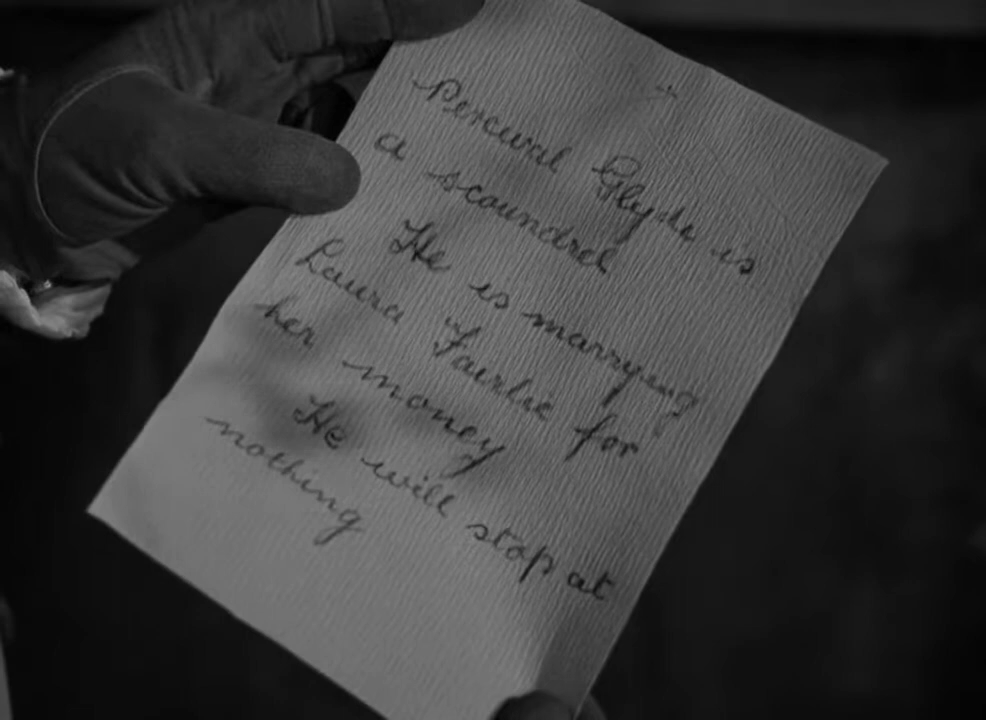 Percival Glyde is
a scoundrel
He is marrying
Laura Fairlie for
her money
He will stop at
nothing